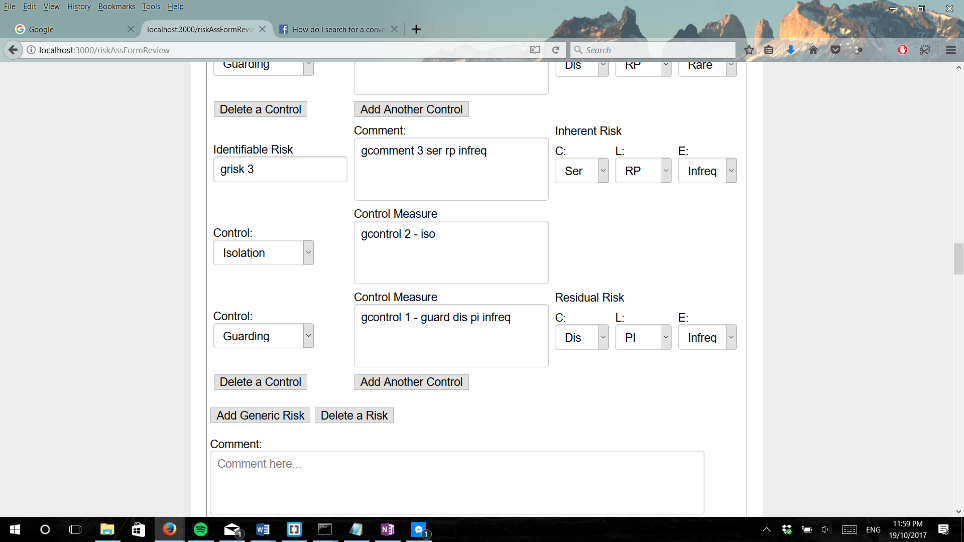 File Edit View History Bookmarks Tools Help
Google
localhost:3000/riskAssFormRevie
How do I search for a conve
localhost:3000/riskAssFormReview
Search
Guarding
Dis
RP
Rare
Delete a Control
Add Another Control
Comment:
Inherent Risk
Identifiable Risk
gcomment 3 ser rp infreq
C:
L:
E:
grisk 3
Ser
RP
Infreq
Control Measure
Control:
gcontrol 2 - iso
Isolation
Control Measure
Residual Risk
Control:
gcontrol 1 - guard dis pi infreq
C:
L:
E:
Guarding
Dis
PI
Infreq
Delete a Control
Add Another Control
Add Generic Risk
Delete a Risk
Comment:
Comment here...
ENG
11:59 PM
19/10/2017